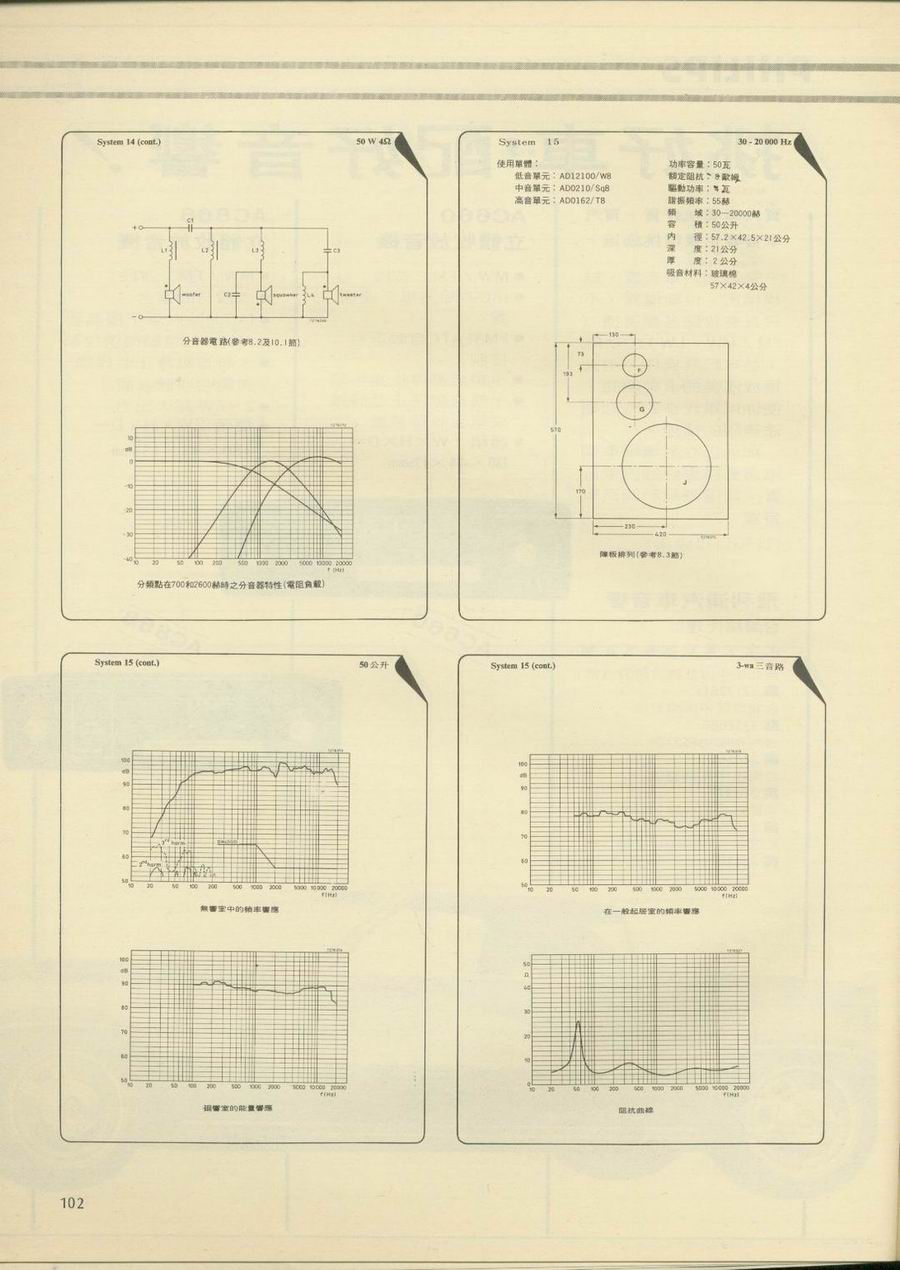 System 14 (cont.) 50 W 4Ω
C1
L1 L2 L3 C3
woofer C2 squawker L4 tweeter
分音器電路(參考8.2及10.1節)
10
dB
0
-10
-20
-30
-40
10 20 50 100 200 500 1000 2000 5000 10000 20000
f (Hz)
分頻點在700和2600赫時之分音器特性(電阻負載)
System 15 30 - 20 000 Hz
使用單體：
低音單元：AD12100/W8
中音單元：AD0210/Sq8
高音單元：AD0162/T8
功率容量：50瓦
額定阻抗：8歐姆
驅動功率：瓦
諧振頻率：55赫
頻 域：30—20000赫
容 積：50公升
內 徑：57.2×42.5×21公分
深 度：21公分
厚 度：2公分
吸音材料：玻璃棉
57×42×4公分
130
73
193
F
G
570
J
170
230
420
障板排列(參考8.3節)
System 15 (cont.) 50公升
100
dB
90
80
70
60
50
3rd harm
2nd harm
10 20 50 100 200 500 1000 2000 5000 10000 20000
f(Hz)
無響室中的頻率響應
100
dB
90
80
70
60
50
10 20 50 100 200 500 1000 2000 5000 10000 20000
f(Hz)
迴響室的能量響應
System 15 (cont.) 3-wa三音路
100
dB
90
80
70
60
50
10 20 50 100 200 500 1000 2000 5000 10000 20000
f(Hz)
在一般起居室的頻率響應
50
Ω
40
30
20
10
0
10 20 50 100 200 500 1000 2000 5000 10000 20000
f(Hz)
阻抗曲線
102